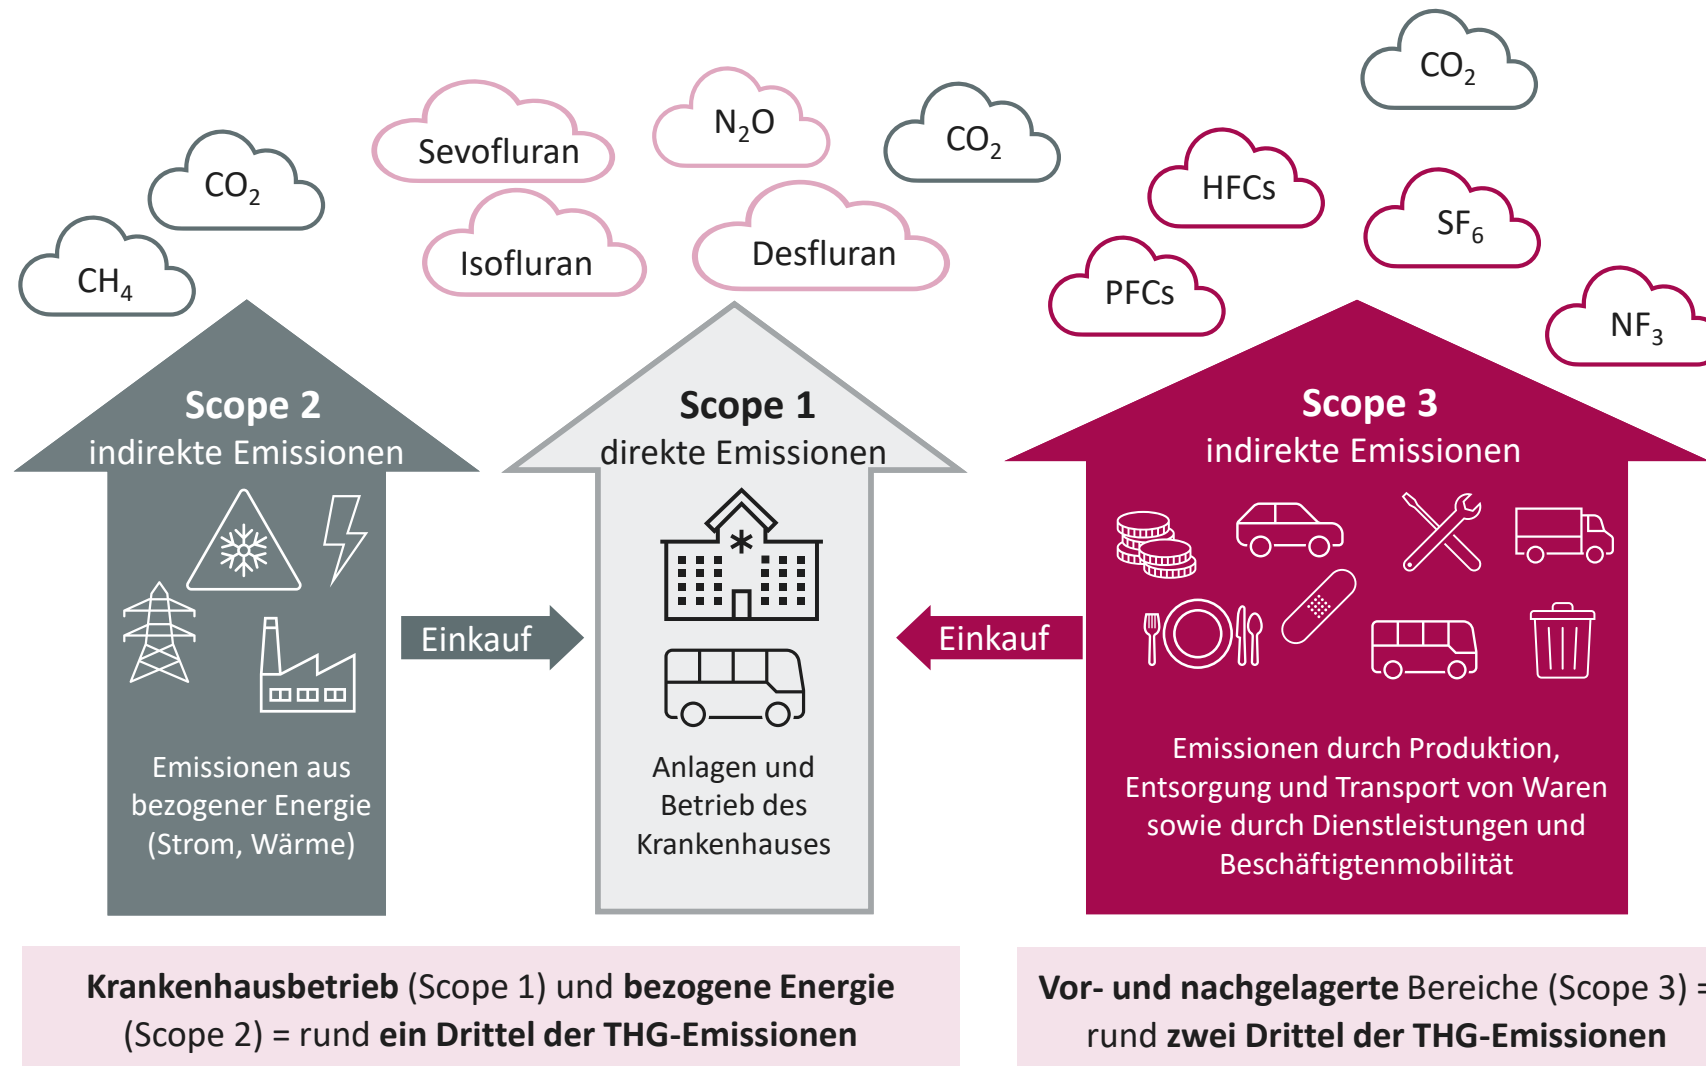 CO₂
CH₄
Sevofluran
N₂O
CO₂
Isofluran
Desfluran
CO₂
HFCs
SF₆
PFCs
NF₃
Scope 2
indirekte Emissionen
Emissionen aus
bezogener Energie
(Strom, Wärme)
Einkauf
Scope 1
direkte Emissionen
Anlagen und
Betrieb des
Krankenhauses
Einkauf
Scope 3
indirekte Emissionen
Emissionen durch Produktion,
Entsorgung und Transport von Waren
sowie durch Dienstleistungen und
Beschäftigtenmobilität
Krankenhausbetrieb (Scope 1) und bezogene Energie
(Scope 2) = rund ein Drittel der THG-Emissionen
Vor- und nachgelagerte Bereiche (Scope 3) =
rund zwei Drittel der THG-Emissionen